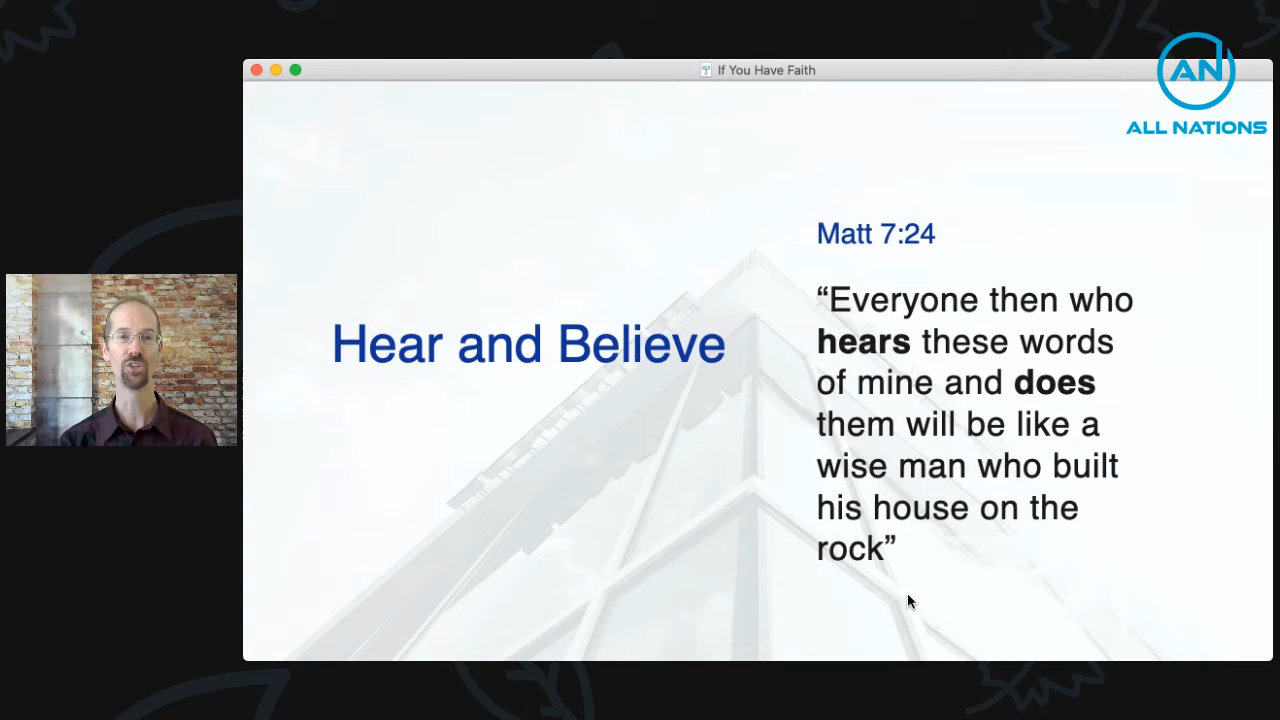 If You Have Faith
AN
ALL NATIONS
Matt 7:24
Hear and Believe
“Everyone then who
hears these words
of mine and does
them will be like a
wise man who built
his house on the
rock”